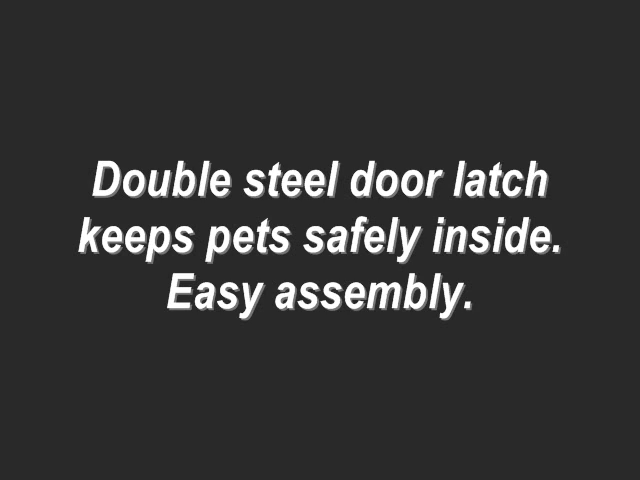 Double steel door latch
keeps pets safely inside.
Easy assembly.